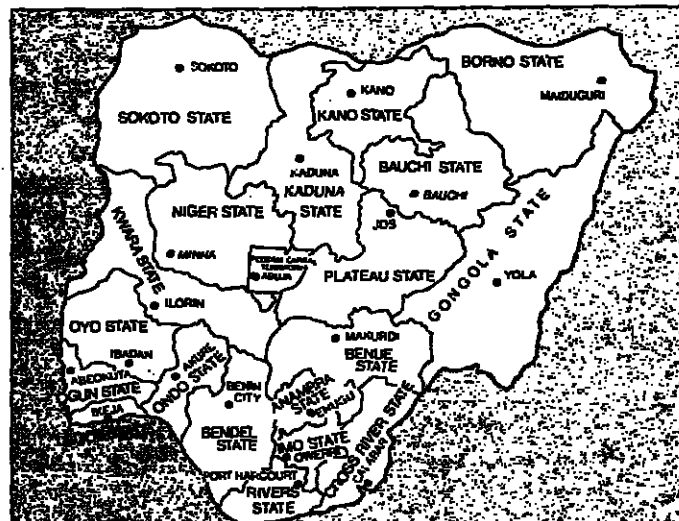 SOKOTO
SOKOTO STATE
KANO
KANO STATE
BORNO STATE
MAIDUGURI
KADUNA
KADUNA
STATE
BAUCHI STATE
BAUCHI
NIGER STATE
MINNA
JOS
PLATEAU STATE
ABUJA
KWARA STATE
ILORIN
GONGOLA STATE
YOLA
OYO STATE
IBADAN
ABEOKUTA
OGUN STATE
IKEJA
AKURE
ONDO STATE
MAKURDI
BENUE
STATE
BENIN
CITY
BENDEL
STATE
ANAMBRA
STATE
ENUGU
IMO STATE
OWERRI
CROSS RIVER STATE
CALABAR
PORT HARCOURT
RIVERS
STATE